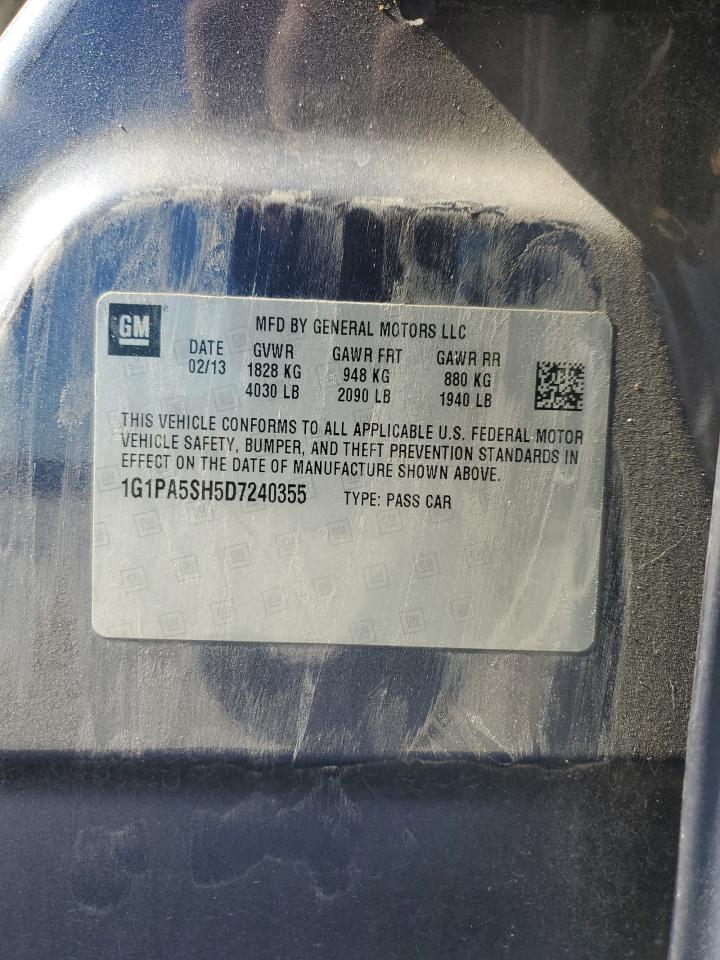 GM
MFD BY GENERAL MOTORS LLC
DATE GVWR GAWR FRT GAWR RR
02/13 1828 KG 948 KG 880 KG
4030 LB 2090 LB 1940 LB
THIS VEHICLE CONFORMS TO ALL APPLICABLE U.S. FEDERAL MOTOR
VEHICLE SAFETY, BUMPER, AND THEFT PREVENTION STANDARDS IN
EFFECT ON THE DATE OF MANUFACTURE SHOWN ABOVE.
1G1PA5SH5D7240355 TYPE: PASS CAR